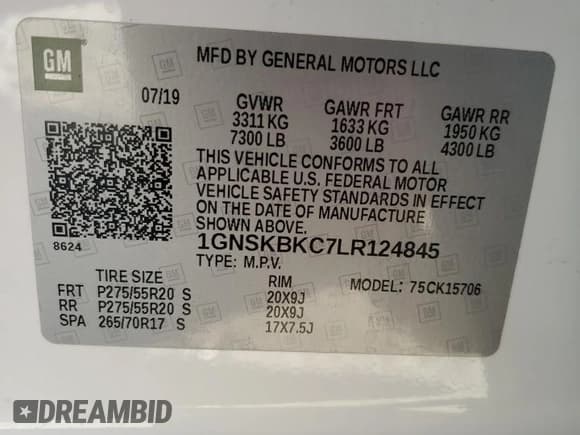 GM
MFD BY GENERAL MOTORS LLC
07/19
GVWR
3311 KG
7300 LB
GAWR FRT
1633 KG
3600 LB
GAWR RR
1950 KG
4300 LB
THIS VEHICLE CONFORMS TO ALL
APPLICABLE U.S. FEDERAL MOTOR
VEHICLE SAFETY STANDARDS IN EFFECT
ON THE DATE OF MANUFACTURE
SHOWN ABOVE.
8624
1GNSKBKC7LR124845
TYPE: M.P.V.
MODEL: 75CK15706
TIRE SIZE RIM
FRT P275/55R20 S 20X9J
RR P275/55R20 S 20X9J
SPA 265/70R17 S 17X7.5J
DREAMBID